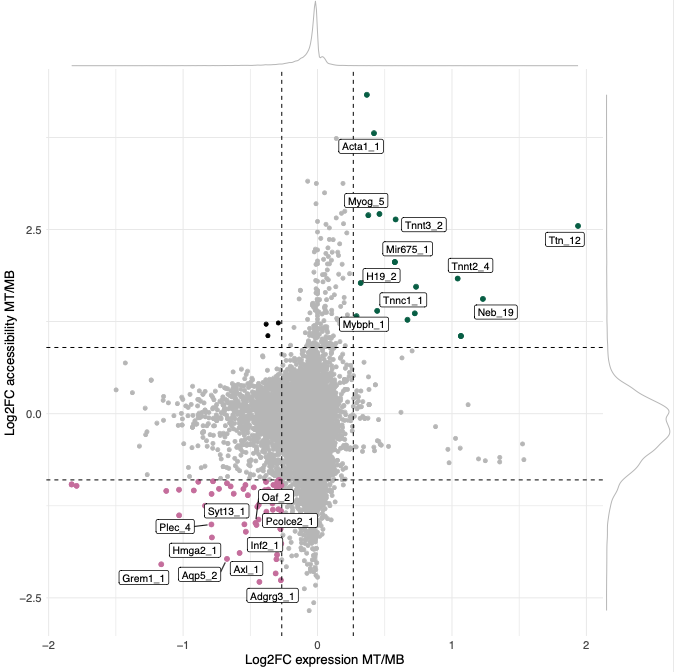 Acta1_1
Myog_5
Tnnt3_2
2.5
Ttn_12
Mir675_1
Tnnt2_4
H19_2
Tnnc1_1
Neb_19
Mybph_1
Log2FC accessibility MT/MB
0.0
Oaf_2
Syt13_1
Pcolce2_1
Plec_4
Inf2_1
Hmga2_1
Axl_1
Aqp5_2
Grem1_1
Adgrg3_1
−2.5
−2 −1 0 1 2
Log2FC expression MT/MB